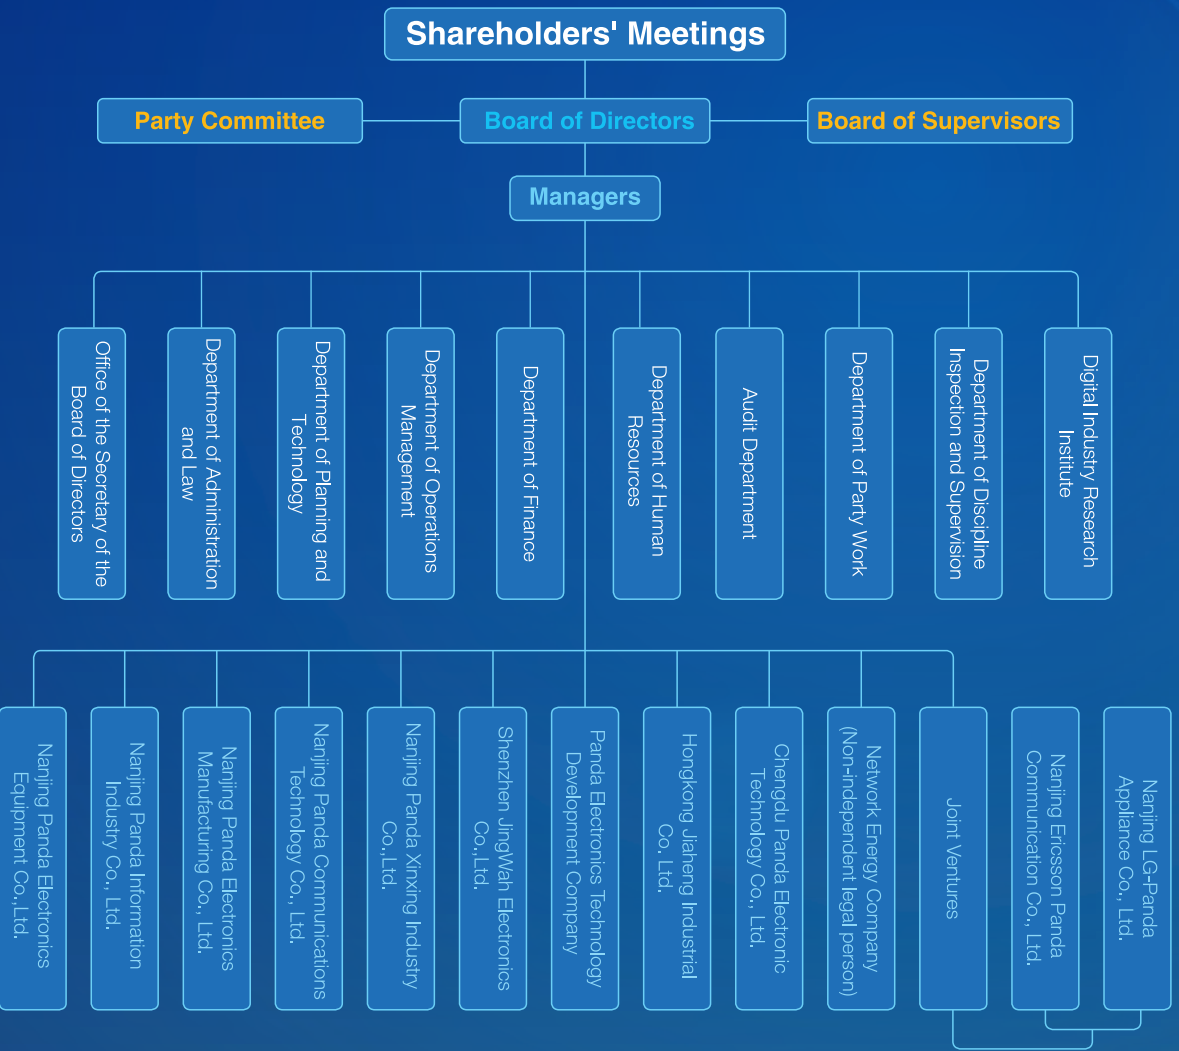 Shareholders' Meetings
Party Committee
Board of Directors
Board of Supervisors
Managers
Office of the Secretary of the
Board of Directors
Department of Administration
and Law
Department of Planning and
Technology
Department of Operations
Management
Department of Finance
Department of Human
Resources
Audit Department
Department of Party Work
Department of Discipline
Inspection and Supervision
Digital Industry Research
Institute
Nanjing Panda Electronics
Equipment Co.,Ltd.
Nanjing Panda Information
Industry Co., Ltd.
Nanjing Panda Electronics
Manufacturing Co., Ltd.
Nanjing Panda Communications
Technology Co., Ltd.
Nanjing Panda Xinxing Industry
Co.,Ltd.
Shenzhen JingWah Electronics
Co.,Ltd.
Panda Electronics Technology
Development Company
Hongkong Jiaheng Industrial
Co. Ltd.
Chengdu Panda Electronic
Technology Co., Ltd.
Network Energy Company
(Non-independent legal person)
Joint Ventures
Nanjing Ericsson Panda
Communication Co., Ltd.
Nanjing LG-Panda
Appliance Co., Ltd.